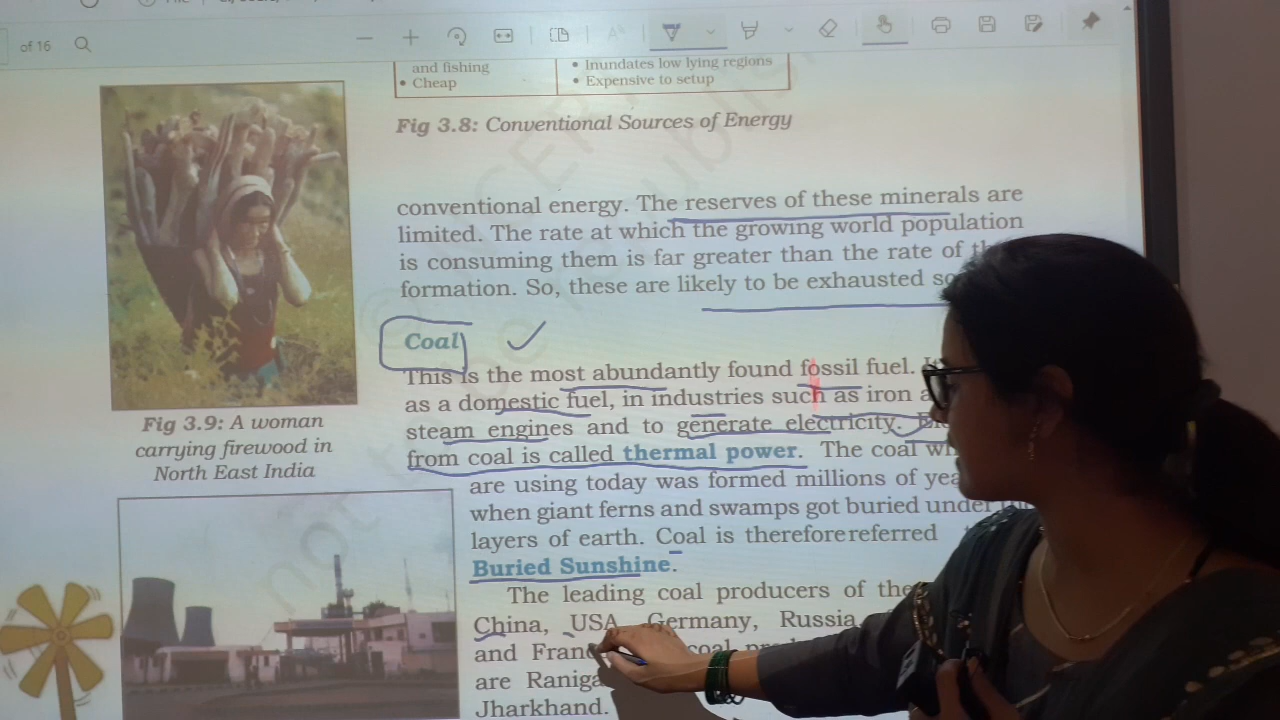 of 16
and fishing
• Cheap
• Inundates low lying regions
• Expensive to setup
Fig 3.8: Conventional Sources of Energy
conventional energy. The reserves of these minerals are
limited. The rate at which the growing world population
is consuming them is far greater than the rate of
formation. So, these are likely to be exhausted
Coal
This is the most abundantly found fossil fuel.
as a domestic fuel, in industries such as iron
steam engines and to generate electricity.
from coal is called thermal power. The coal
are using today was formed millions of
when giant ferns and swamps got buried under
layers of earth. Coal is therefore referred
Buried Sunshine.
The leading coal producers of the
China, USA, Germany, Russia,
and coal
are
Jharkhand.
Fig 3.9: A woman
carrying firewood in
North East India